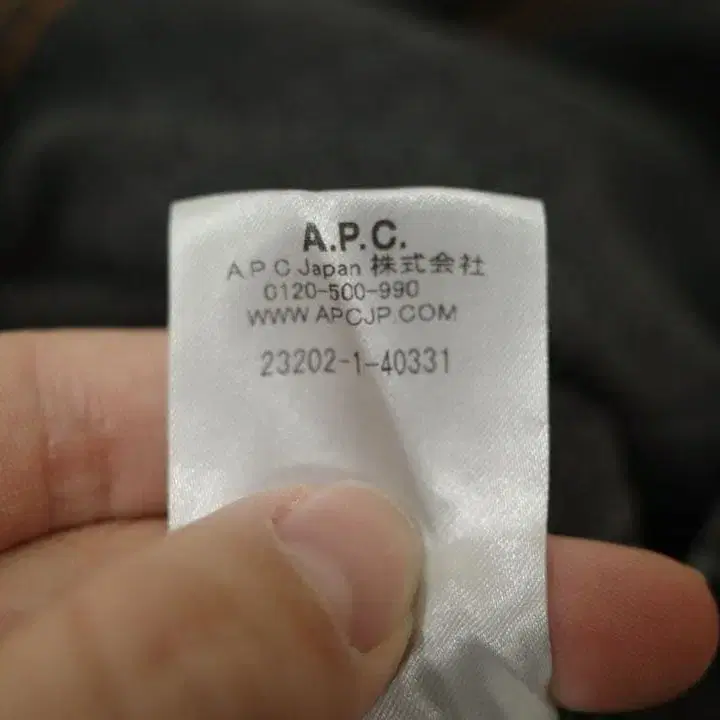 A.P.C.
A.P.C Japan 株式会社
0120-500-990
WWW.APCJP.COM
23202-1-40331